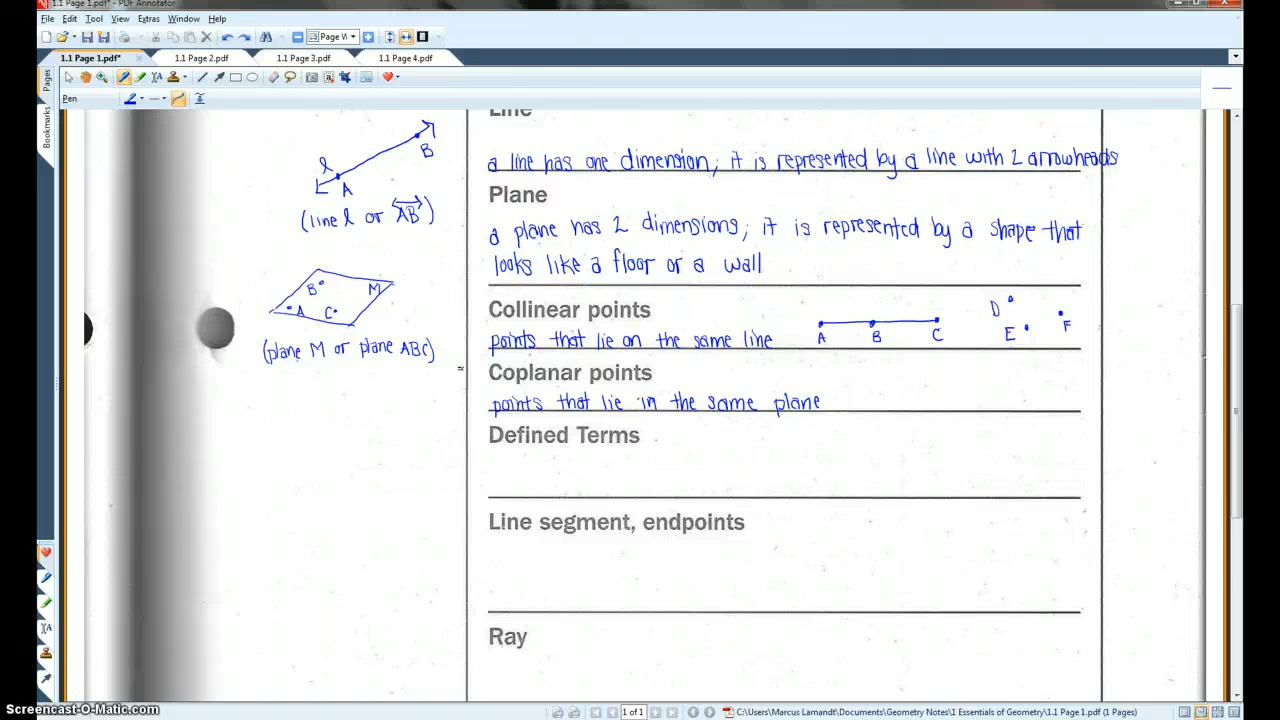 1.1 Page 1.pdf* - PDF Annotator
File Edit Tool View Extras Window Help
Page W
1.1 Page 1.pdf* 1.1 Page 2.pdf 1.1 Page 3.pdf 1.1 Page 4.pdf
Pen
Pages
Bookmarks
Line
a line has one dimension; it is represented by a line with 2 arrowheads
l
A
B
(line l or AB)
Plane
a plane has 2 dimensions; it is represented by a shape that
looks like a floor or a wall
B M
A C
(plane M or plane ABC)
Collinear points
points that lie on the same line
A B C
D
E F
Coplanar points
points that lie in the same plane
Defined Terms
Line segment, endpoints
Ray
Screencast-O-Matic.com
1 of 1
C:\Users\Marcus Lamandt\Documents\Geometry Notes\1 Essentials of Geometry\1.1 Page 1.pdf (1 Pages)